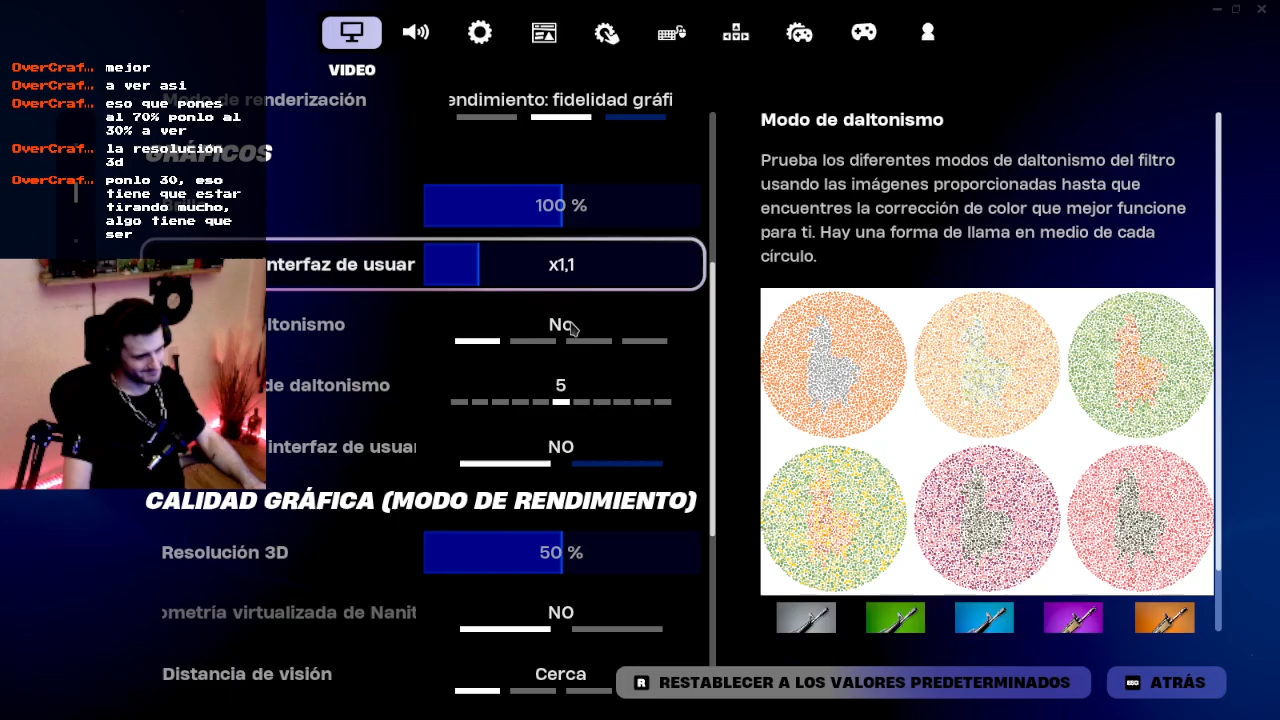 VIDEO
OverCraf… mejor
OverCraf… a ver asi
OverCraf… eso que pones
al 70% ponlo al
30% a ver
OverCraf… la resolución
3d
OverCraf… ponlo 30, eso
tiene que estar
tirando mucho,
algo tiene que
ser
renderización
endimiento: fidelidad gráfi
GRÁFICOS
100 %
nterfaz de usuar
x1,1
ltonismo
No
de daltonismo
5
interfaz de usuar
NO
CALIDAD GRÁFICA (MODO DE RENDIMIENTO)
Resolución 3D
50 %
ometría virtualizada de Nanit
NO
Distancia de visión
Cerca
Modo de daltonismo
Prueba los diferentes modos de daltonismo del filtro
usando las imágenes proporcionadas hasta que
encuentres la corrección de color que mejor funcione
para ti. Hay una forma de llama en medio de cada
círculo.
R RESTABLECER A LOS VALORES PREDETERMINADOS
ESC ATRÁS